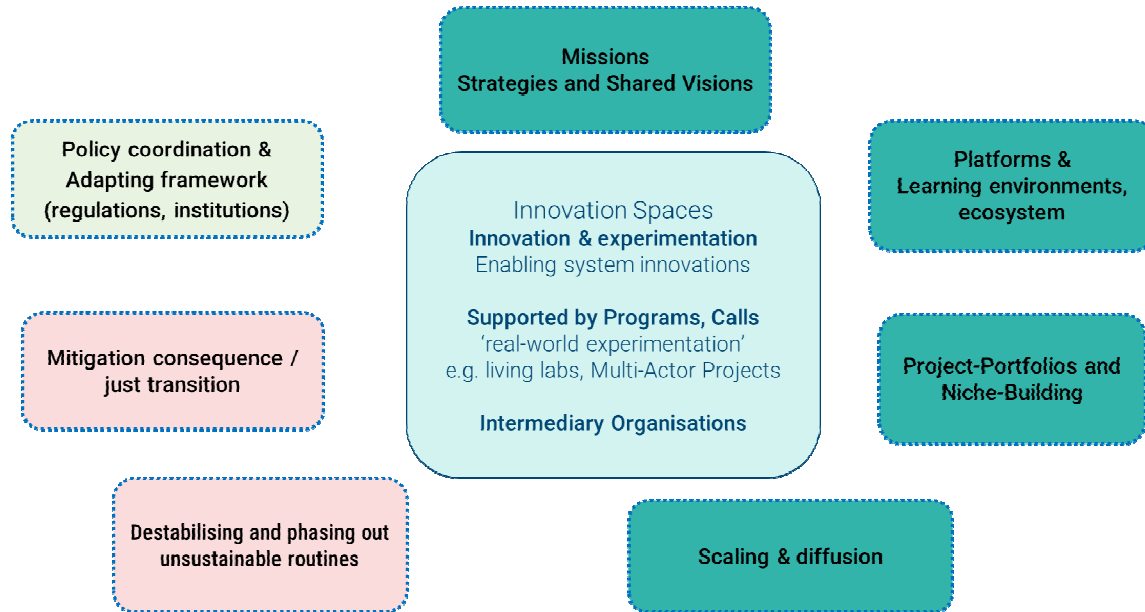 Missions
Strategies and Shared Visions
Policy coordination &
Adapting framework
(regulations, institutions)
Platforms &
Learning environments,
ecosystem
Innovation Spaces
Innovation & experimentation
Enabling system innovations
Supported by Programs, Calls
‘real-world experimentation’
e.g. living labs, Multi-Actor Projects
Intermediary Organisations
Mitigation consequence /
just transition
Project-Portfolios and
Niche-Building
Destabilising and phasing out
unsustainable routines
Scaling & diffusion